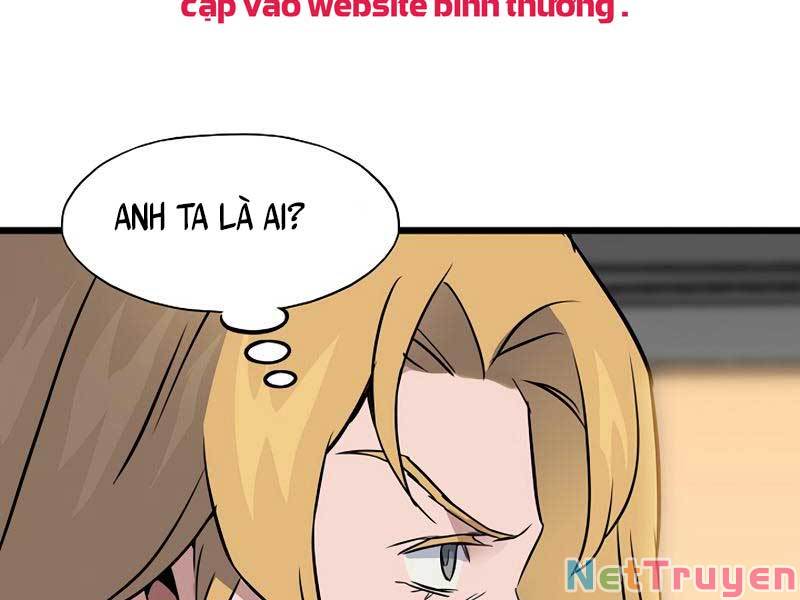 cập vào website bình thường .
ANH TA LÀ AI?
NetTruyen